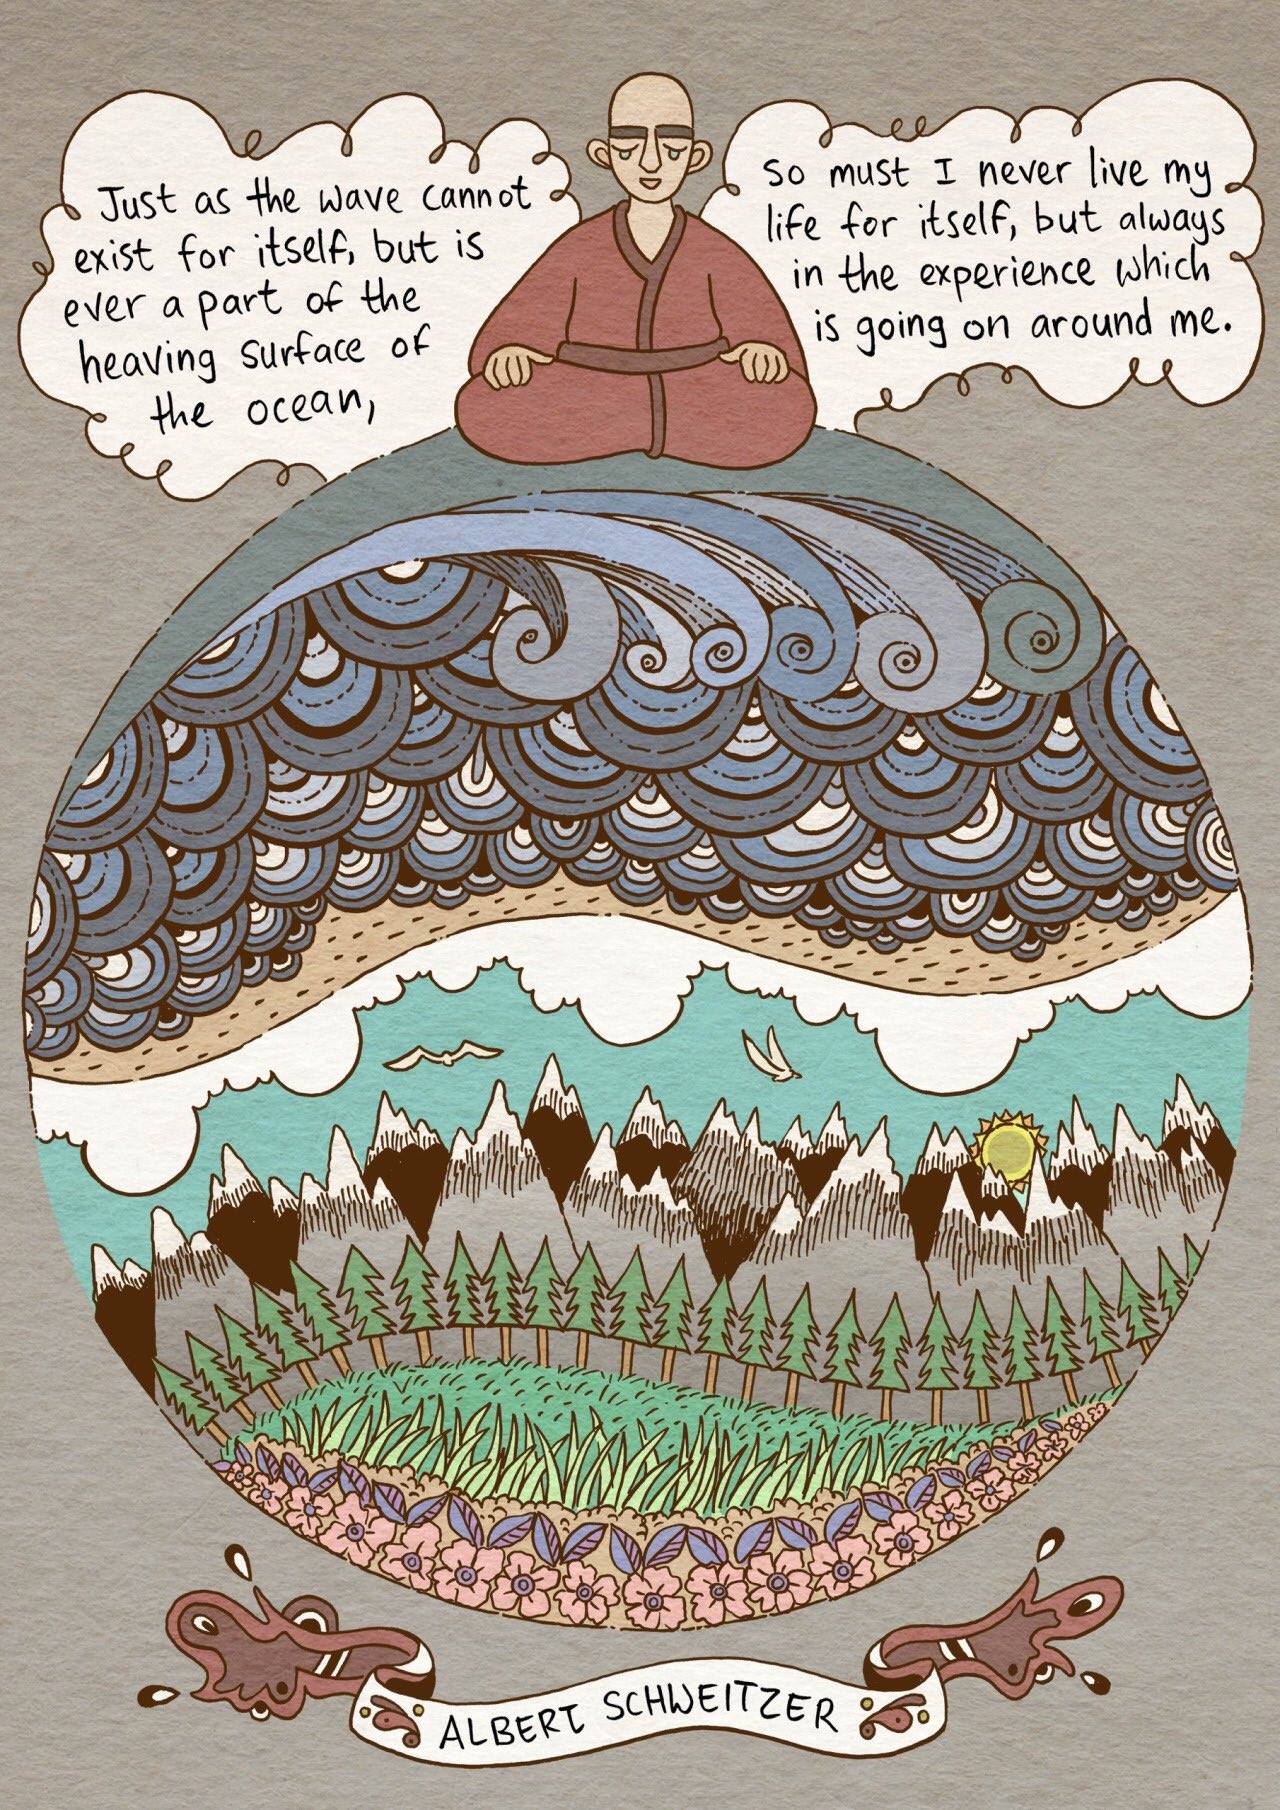 Just as the wave cannot
exist for itself, but is
ever a part of the
heaving surface of
the ocean,
So must I never live my
life for itself, but always
in the experience which
is going on around me.
ALBERT SCHWEITZER